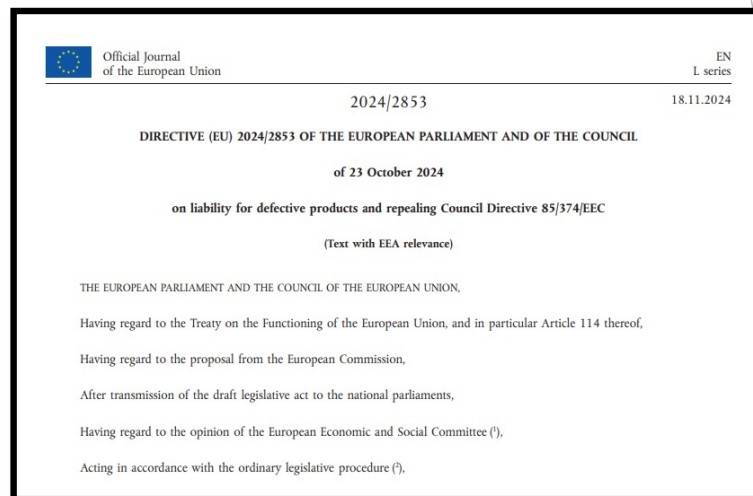 Official Journal
of the European Union
EN
L series
2024/2853
18.11.2024
DIRECTIVE (EU) 2024/2853 OF THE EUROPEAN PARLIAMENT AND OF THE COUNCIL
of 23 October 2024
on liability for defective products and repealing Council Directive 85/374/EEC
(Text with EEA relevance)
THE EUROPEAN PARLIAMENT AND THE COUNCIL OF THE EUROPEAN UNION,
Having regard to the Treaty on the Functioning of the European Union, and in particular Article 114 thereof,
Having regard to the proposal from the European Commission,
After transmission of the draft legislative act to the national parliaments,
Having regard to the opinion of the European Economic and Social Committee (¹),
Acting in accordance with the ordinary legislative procedure (²),